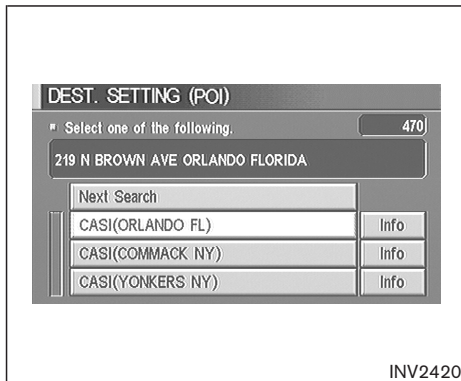 DEST. SETTING (POI)
Select one of the following. 470
219 N BROWN AVE ORLANDO FLORIDA
Next Search
CASI(ORLANDO FL) Info
CASI(COMMACK NY) Info
CASI(YONKERS NY) Info
INV2420